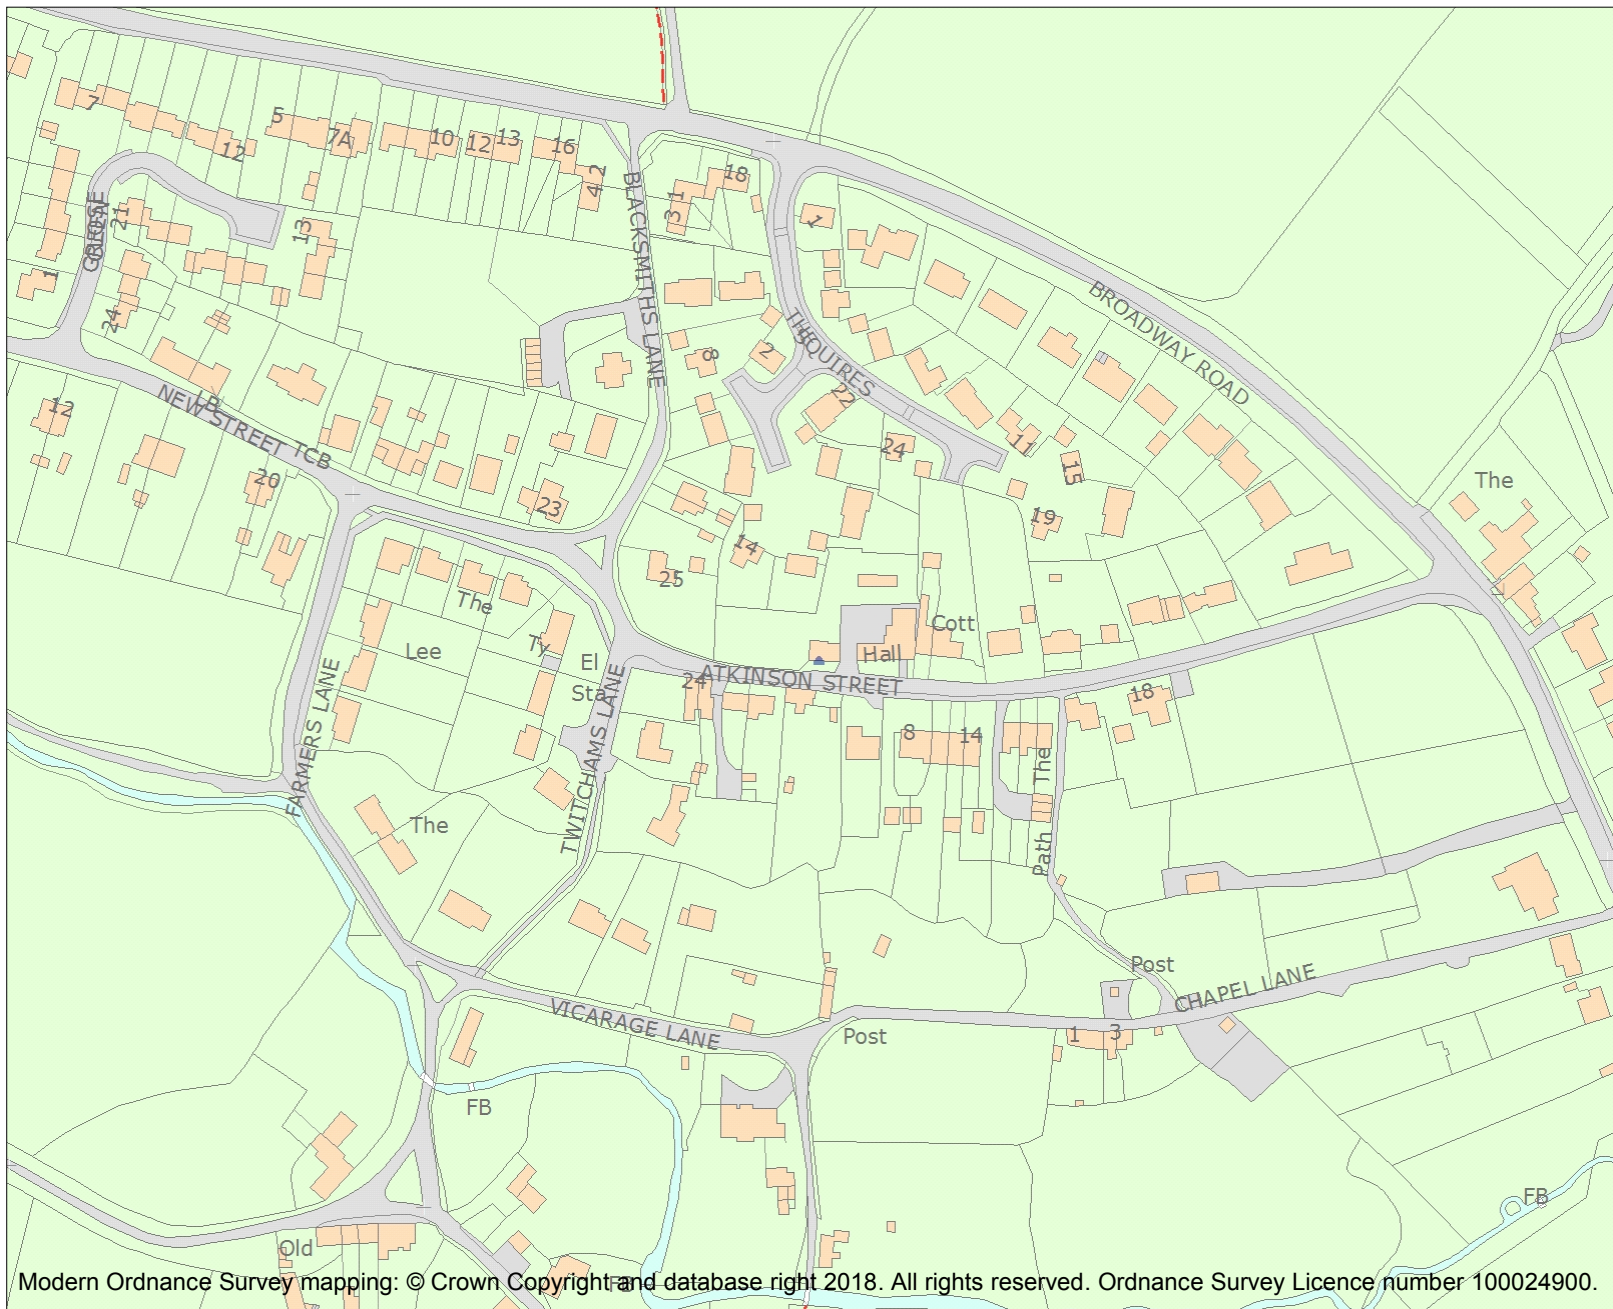 7
5
7A
12
10
12
13
16
2
4
18
1
3
BLACKSMITHS LANE
21
CLOSE
13
1
24
1
THE
SQUIRES
BROADWAY ROAD
8
2
22
24
11
15
19
12
LB
NEW STREET
TCB
20
23
14
25
The
The
Ty
Lee
El
Sta
Cott
Hall
ATKINSON STREET
24
18
8
14
The
Path
FARMERS LANE
TWITCHAMS LANE
The
Post
CHAPEL LANE
VICARAGE LANE
Post
1
3
FB
FB
Old
FB
Modern Ordnance Survey mapping: © Crown Copyright and database right 2018. All rights reserved. Ordnance Survey Licence number 100024900.